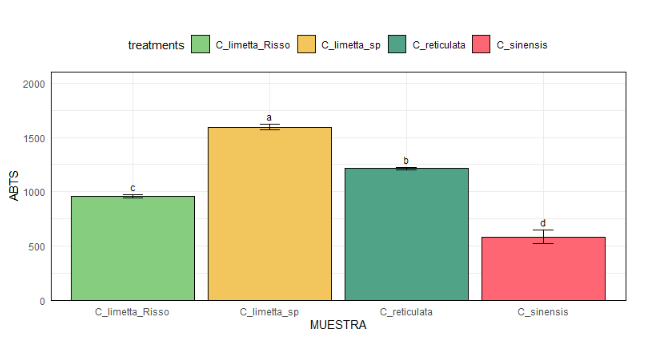 treatments C_limetta_Risso C_limetta_sp C_reticulata C_sinensis
2000
1500
1000
500
0
ABTS
c
a
b
d
C_limetta_Risso C_limetta_sp C_reticulata C_sinensis
MUESTRA